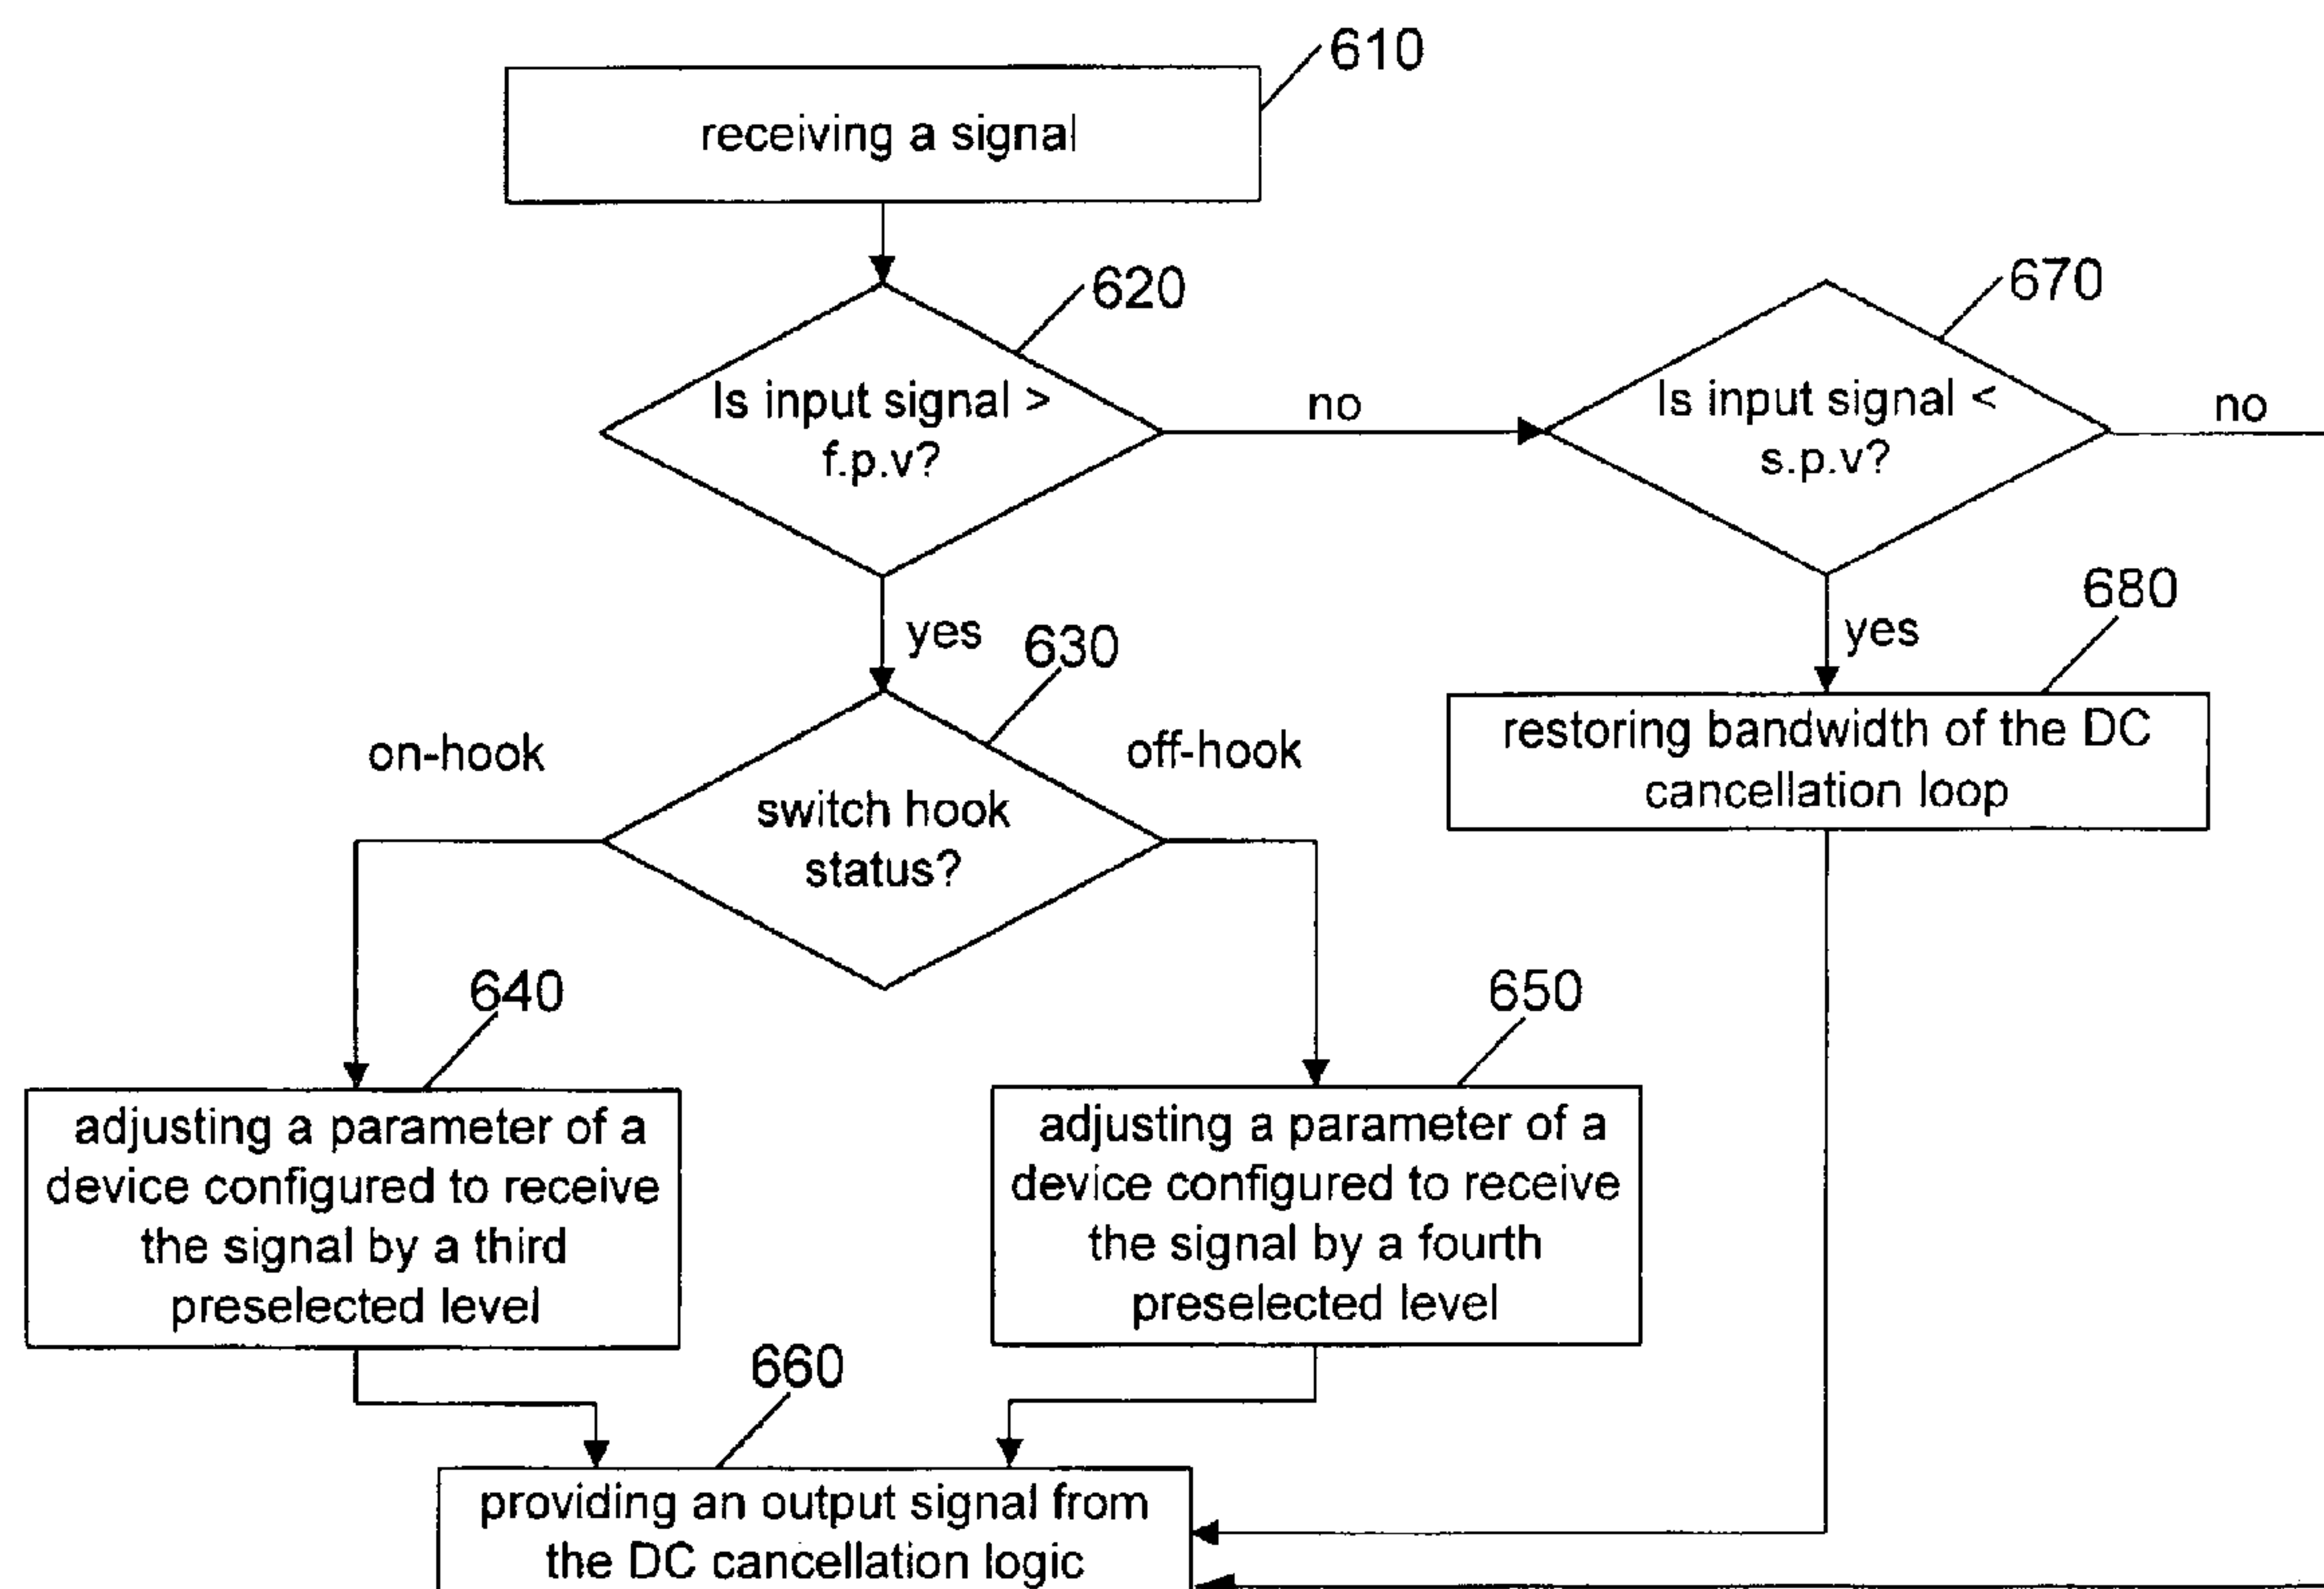 610
receiving a signal
620
670
Is input signal >
f.p.v?
no
Is input signal <
s.p.v?
no
yes
630
yes
680
on-hook
off-hook
switch hook
status?
restoring bandwidth of the DC
cancellation loop
640
650
adjusting a parameter of a
device configured to receive
the signal by a third
preselected level
adjusting a parameter of a
device configured to receive
the signal by a fourth
preselected level
660
providing an output signal from
the DC cancellation logic